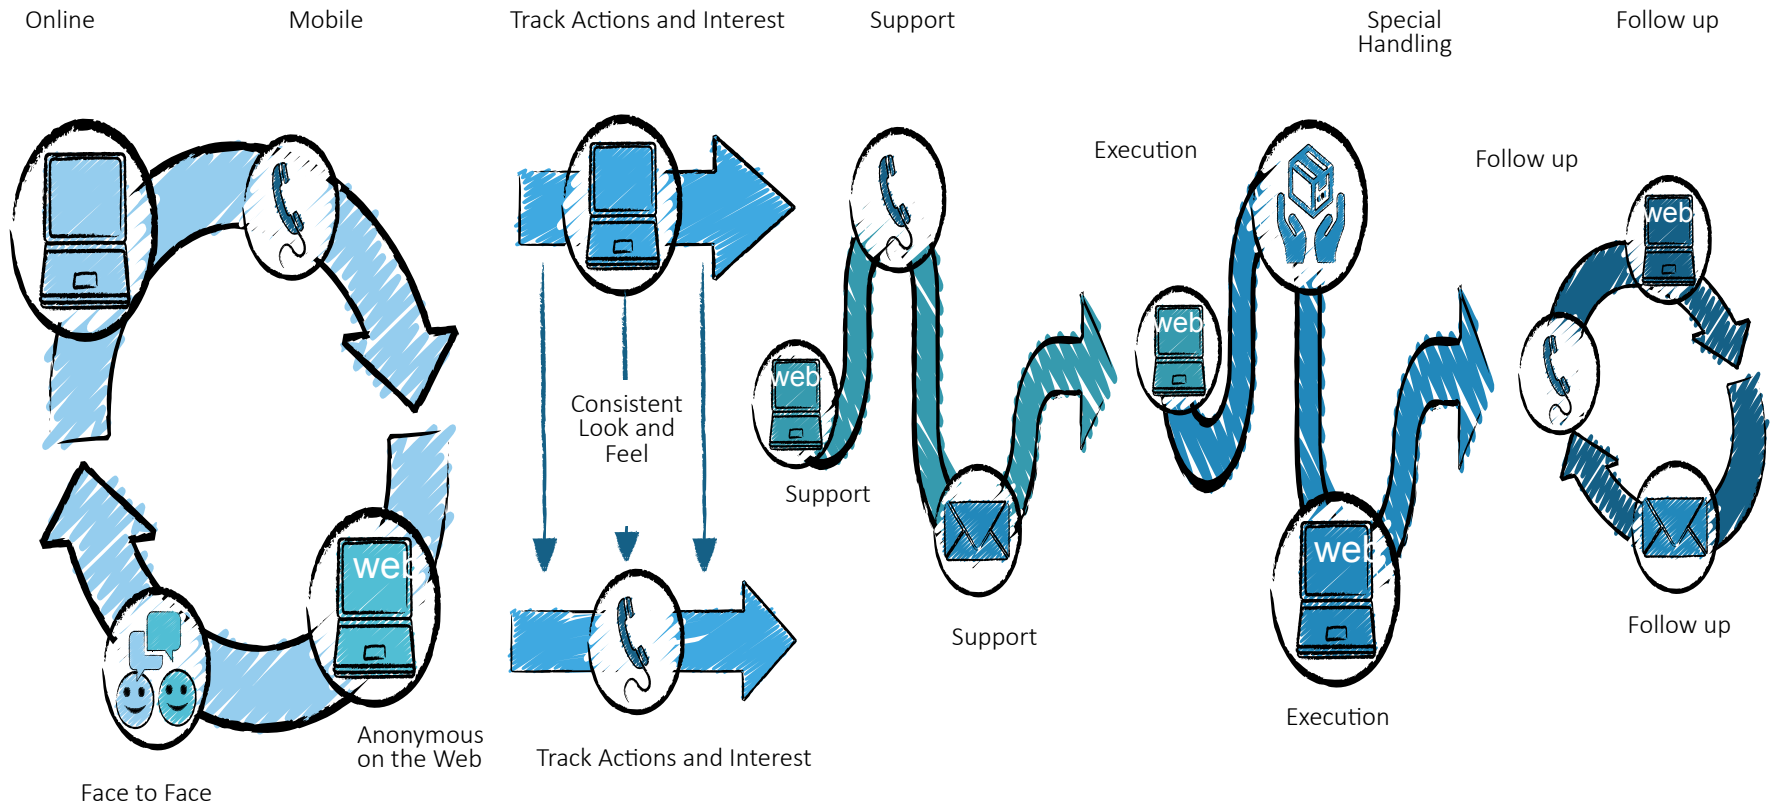 Online
Mobile
Track Actions and Interest
Support
Special
Handling
Follow up
Execution
Follow up
web
web
web
Consistent
Look and
Feel
Support
web
web
Support
Follow up
Execution
Anonymous
on the Web
Track Actions and Interest
Face to Face